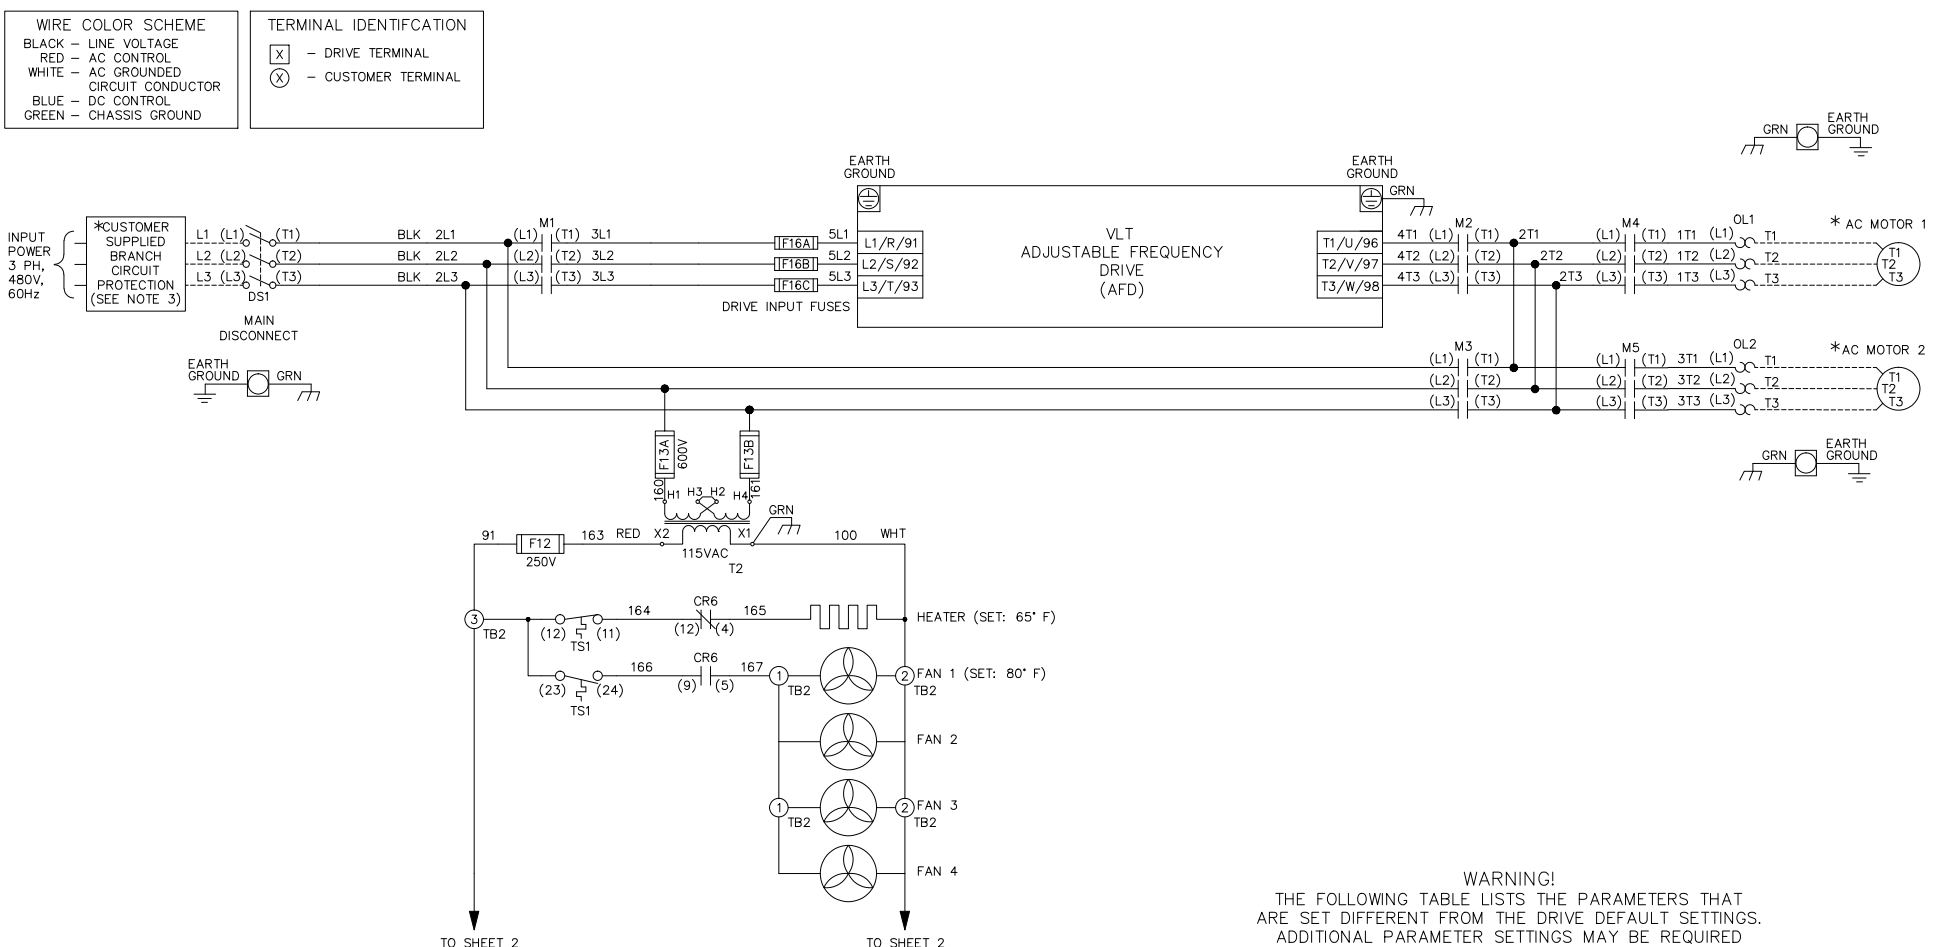 WIRE COLOR SCHEME
BLACK – LINE VOLTAGE
RED – AC CONTROL
WHITE – AC GROUNDED
CIRCUIT CONDUCTOR
BLUE – DC CONTROL
GREEN – CHASSIS GROUND
TERMINAL IDENTIFCATION
X – DRIVE TERMINAL
X – CUSTOMER TERMINAL
GRN EARTH
GROUND
EARTH
GROUND
EARTH
GROUND
GRN
INPUT
POWER
3 PH,
480V,
60Hz
*CUSTOMER
SUPPLIED
BRANCH
CIRCUIT
PROTECTION
(SEE NOTE 3)
L1 (L1) (T1) BLK 2L1 (L1) M1 (T1) 3L1 F16A 5L1 L1/R/91
L2 (L2) (T2) BLK 2L2 (L2) (T2) 3L2 F16B 5L2 L2/S/92
L3 (L3) (T3) BLK 2L3 (L3) (T3) 3L3 F16C 5L3 L3/T/93
DS1
MAIN
DISCONNECT
DRIVE INPUT FUSES
VLT
ADJUSTABLE FREQUENCY
DRIVE
(AFD)
T1/U/96 4T1 (L1) M2 (T1) 2T1 (L1) M4 (T1) 1T1 (L1) OL1 T1
T2/V/97 4T2 (L2) (T2) 2T2 (L2) (T2) 1T2 (L2) T2
T3/W/98 4T3 (L3) (T3) 2T3 (L3) (T3) 1T3 (L3) T3
* AC MOTOR 1
T1
T2
T3
EARTH
GROUND GRN
(L1) M3 (T1) (L1) M5 (T1) 3T1 (L1) OL2 T1
(L2) (T2) (L2) (T2) 3T2 (L2) T2
(L3) (T3) (L3) (T3) 3T3 (L3) T3
*AC MOTOR 2
T1
T2
T3
GRN EARTH
GROUND
F13A
600V
F13B
160 H1 H3 H2 H4 161
GRN
91 F12 163 RED X2 X1 100 WHT
250V
115VAC
T2
3 TB2
(12) (11) 164 CR6 165 HEATER (SET: 65° F)
TS1
(12) (4)
(23) (24) 166 CR6 167 1 2 FAN 1 (SET: 80° F)
TS1
(9) (5) TB2 TB2
FAN 2
1 2 FAN 3
TB2 TB2
FAN 4
TO SHEET 2
TO SHEET 2
WARNING!
THE FOLLOWING TABLE LISTS THE PARAMETERS THAT
ARE SET DIFFERENT FROM THE DRIVE DEFAULT SETTINGS.
ADDITIONAL PARAMETER SETTINGS MAY BE REQUIRED